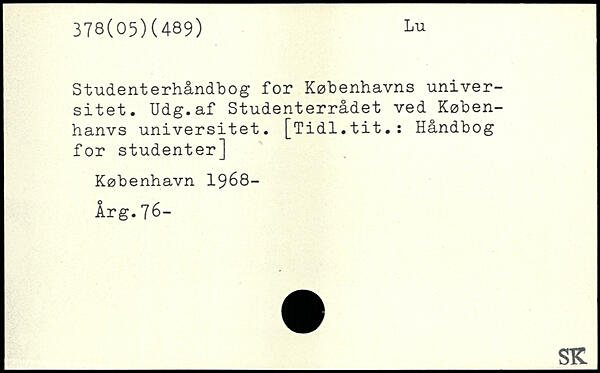 378(05)(489) Lu
Studenterhåndbog for Københavns univer-
sitet. Udg.af Studenterrådet ved Køben-
hanvs universitet. [Tidl.tit.: Håndbog
for studenter]
København 1968-
Årg.76-
SK